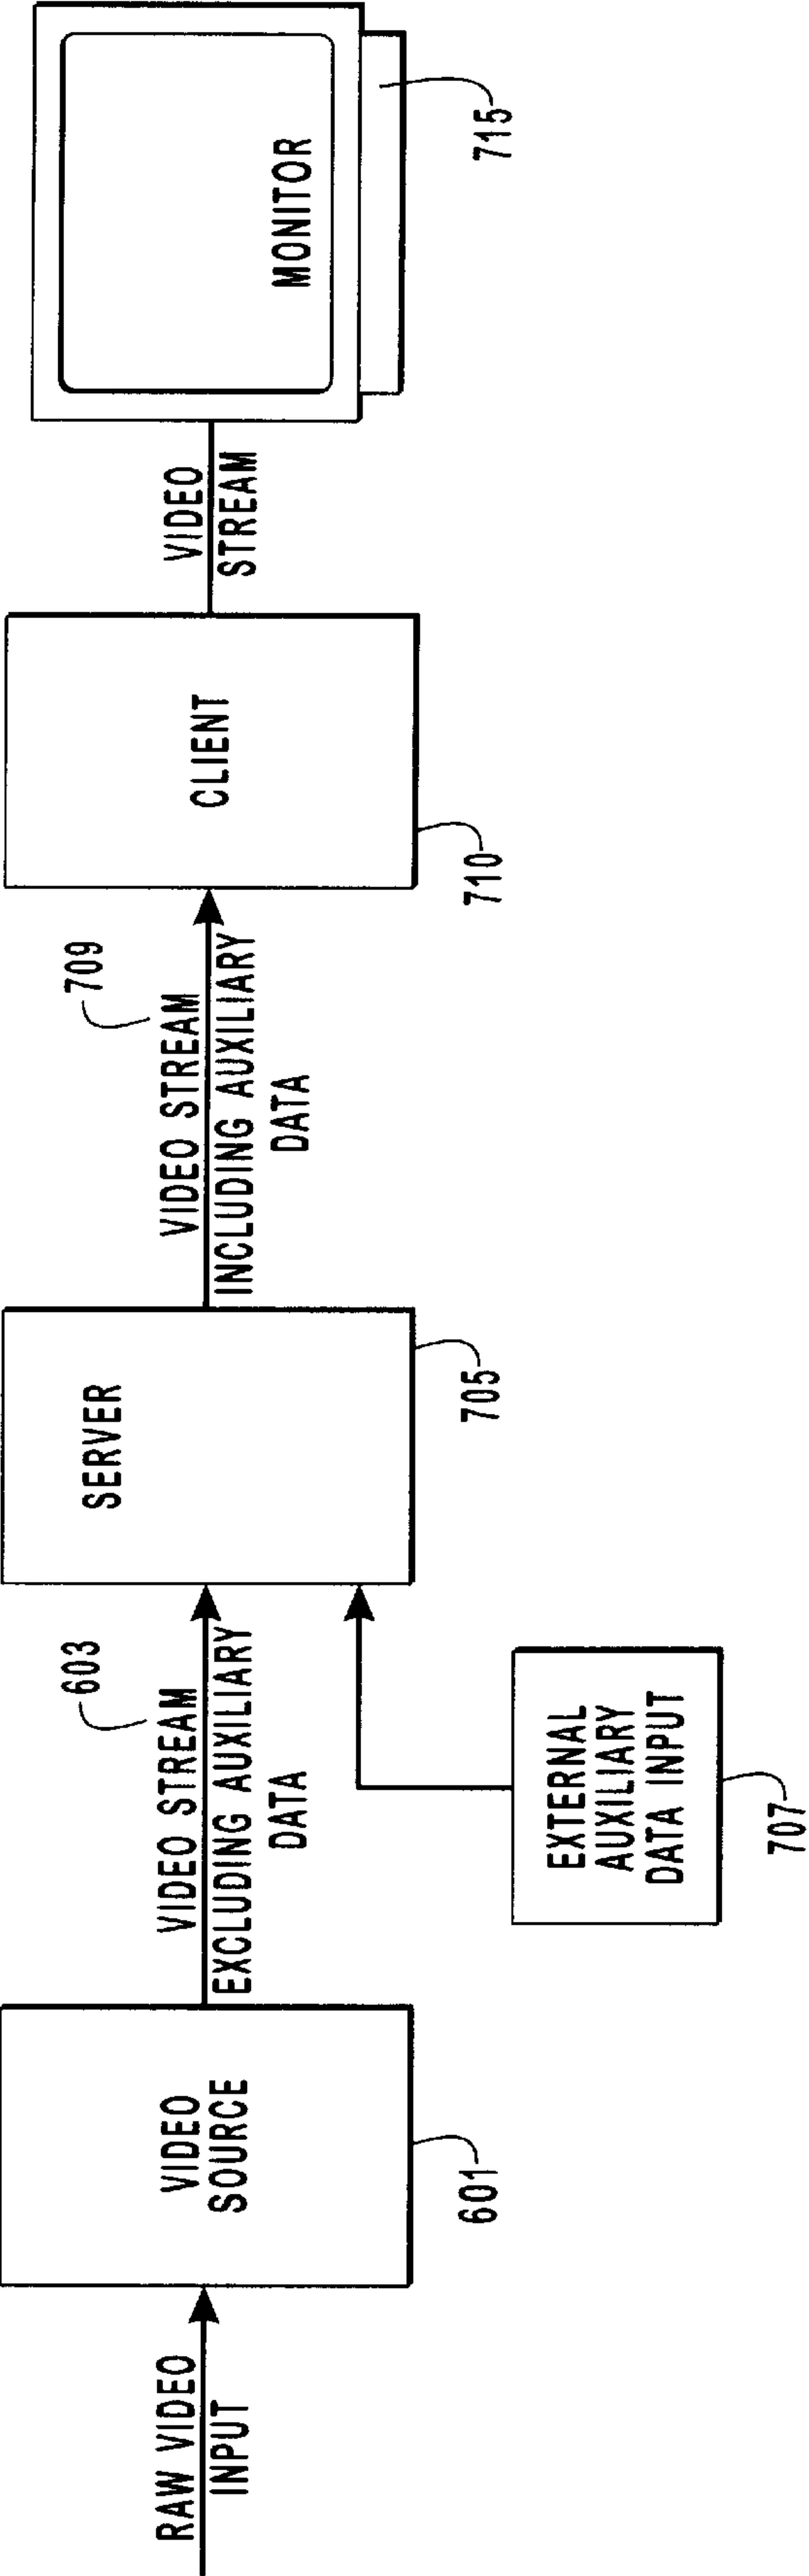 RAW VIDEO
INPUT
VIDEO
SOURCE
601
603
VIDEO STREAM
EXCLUDING AUXILIARY
DATA
EXTERNAL
AUXILIARY
DATA INPUT
707
SERVER
705
709
VIDEO STREAM
INCLUDING AUXILIARY
DATA
CLIENT
710
VIDEO
STREAM
MONITOR
715